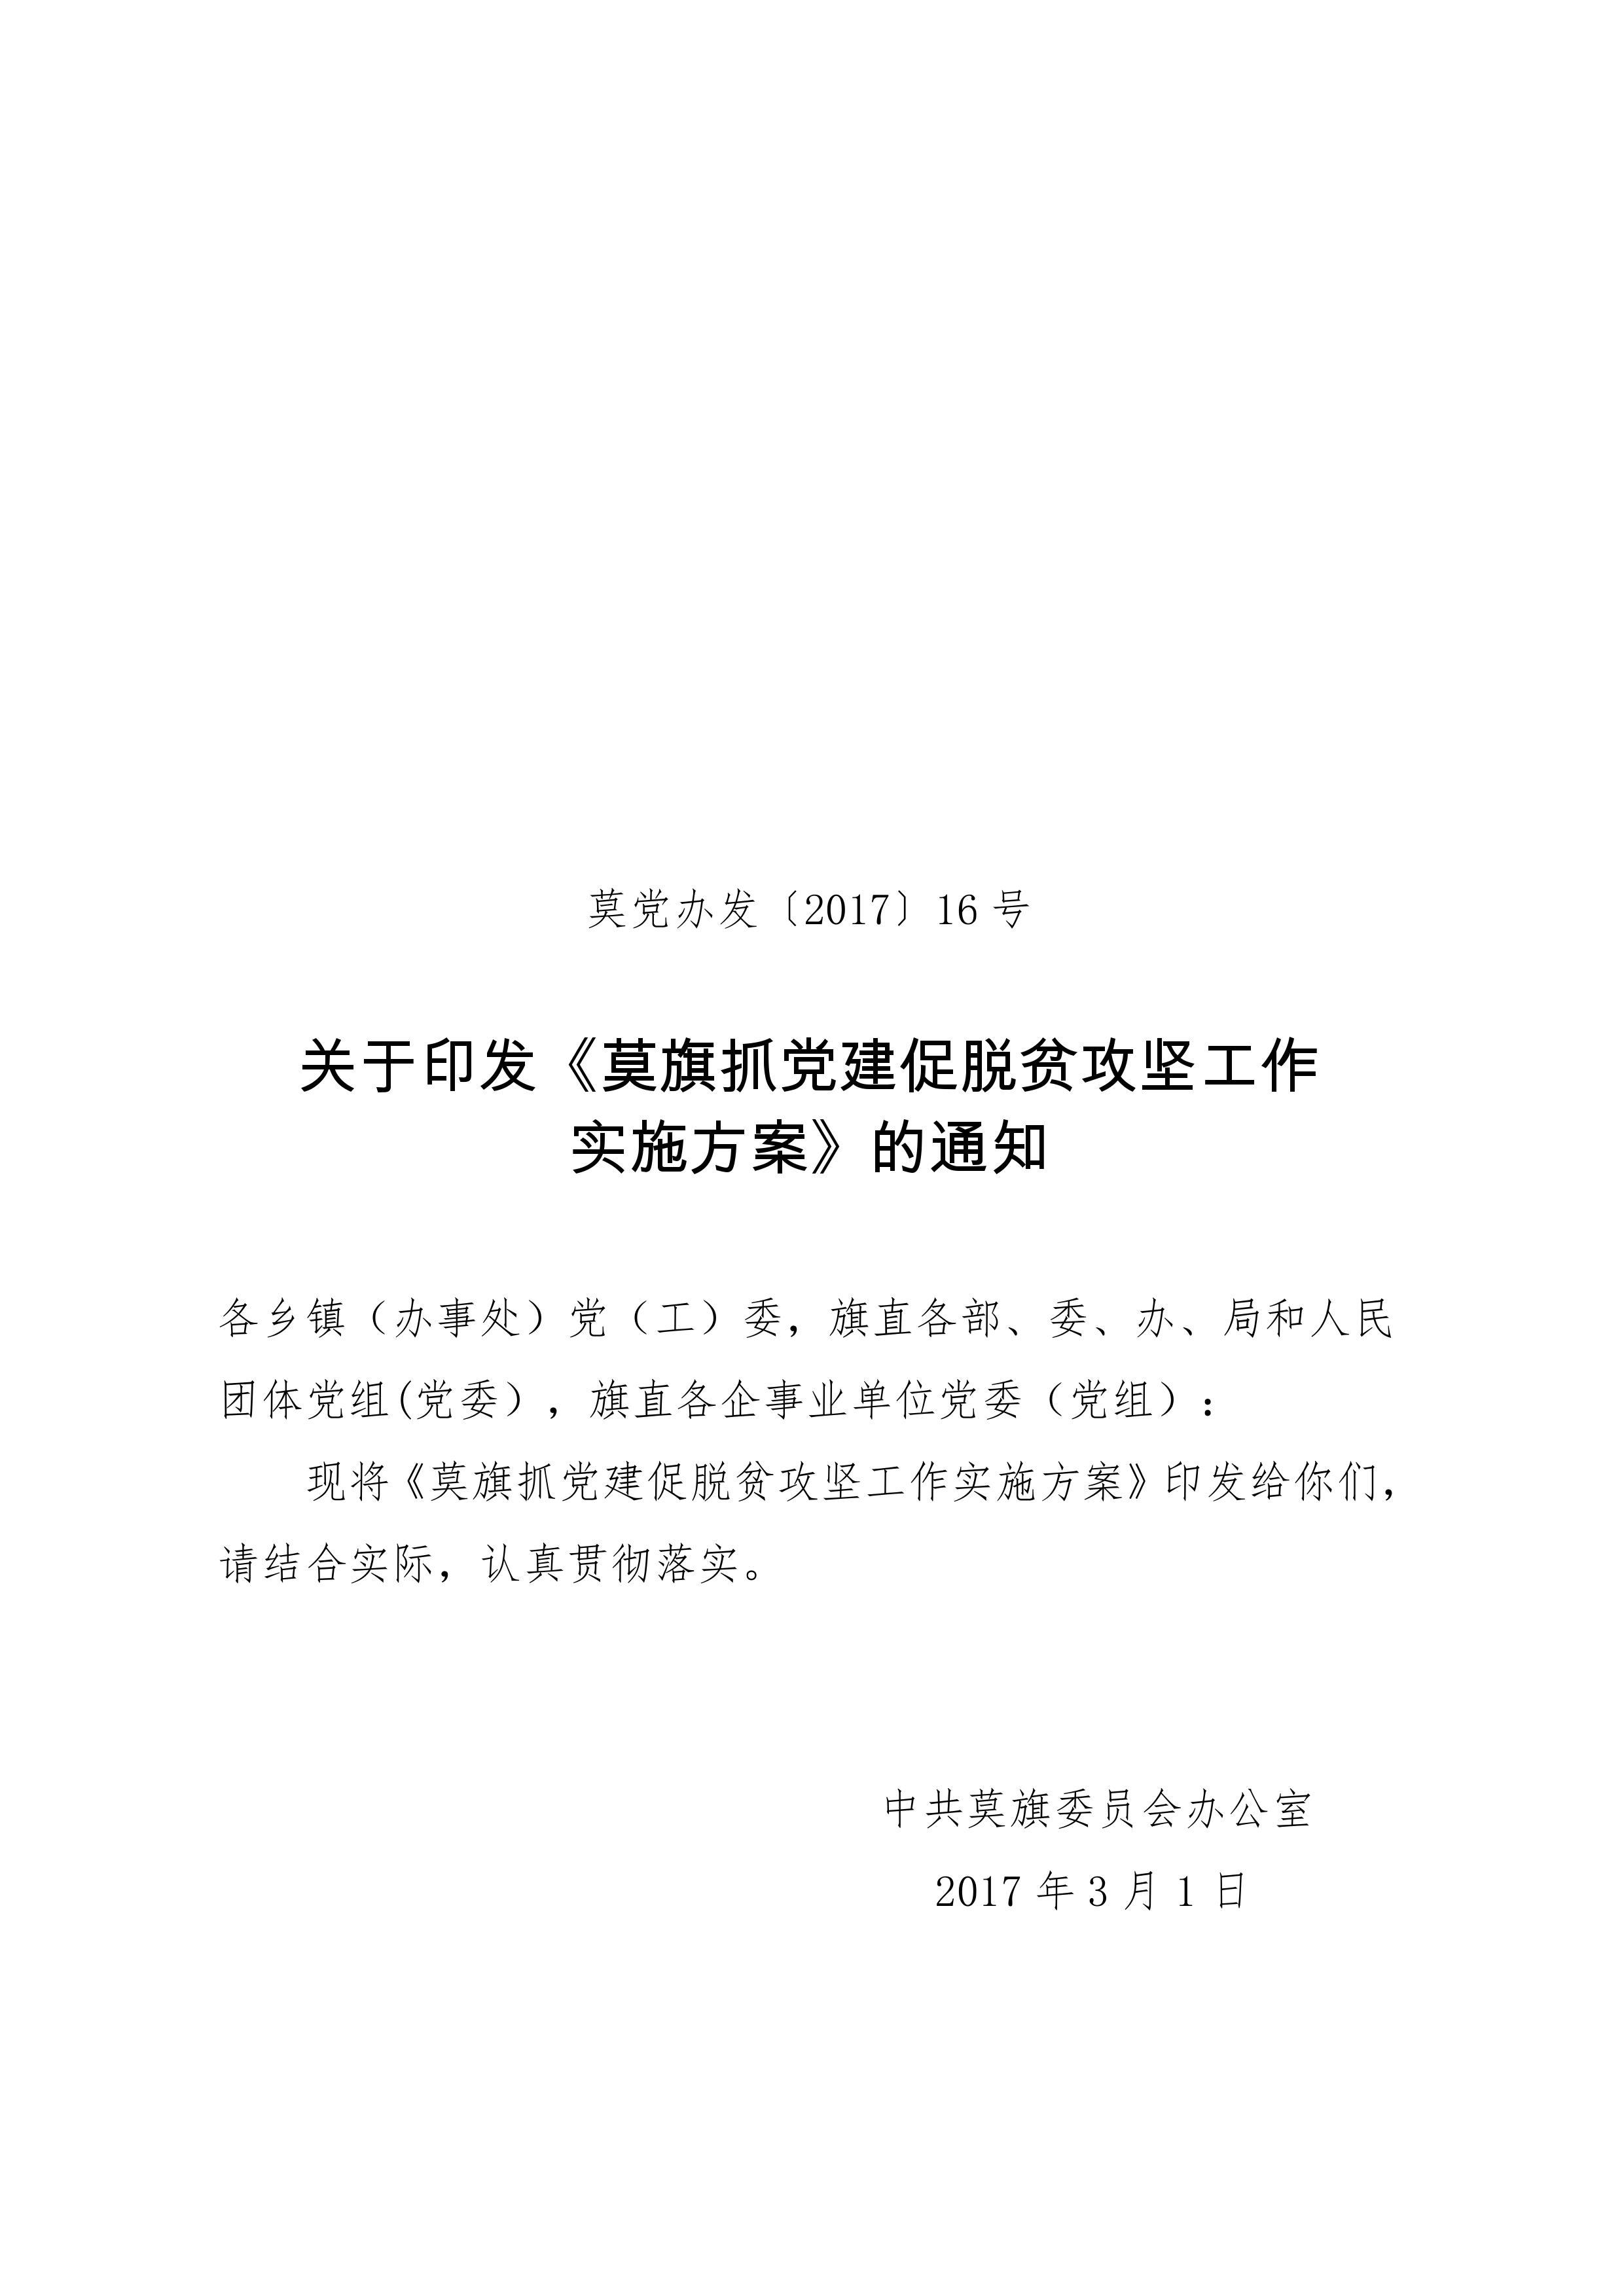 莫党办发〔2017〕16 号
关于印发《莫旗抓党建促脱贫攻坚工作
实施方案》的通知
各乡镇（办事处）党（工）委，旗直各部、委、办、局和人民
团体党组(党委），旗直各企事业单位党委（党组）：
现将《莫旗抓党建促脱贫攻坚工作实施方案》印发给你们，
请结合实际，认真贯彻落实。
中共莫旗委员会办公室
2017 年 3 月 1 日